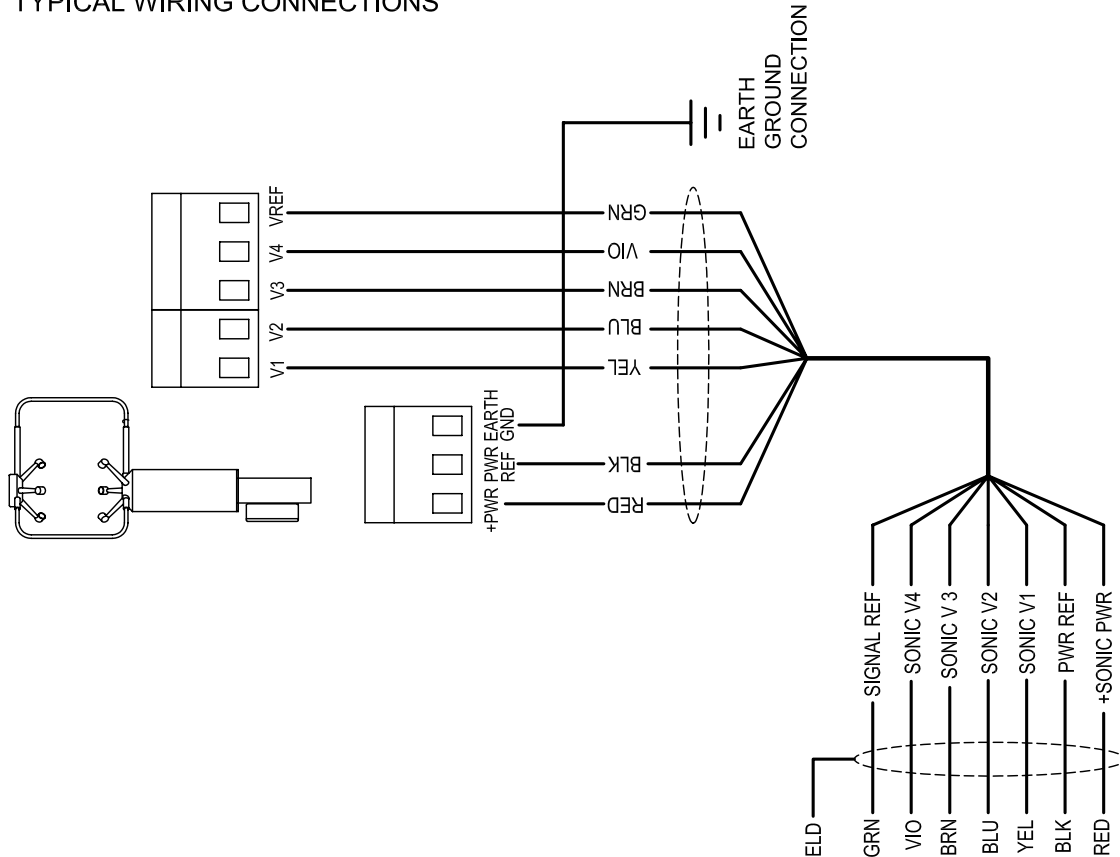 TYPICAL WIRING CONNECTIONS
EARTH
GROUND
CONNECTION
VREF
V4
V3
V2
V1
GRN
VIO
BRN
BLU
YEL
EARTH
GND
PWR
REF
+PWR
BLK
RED
SIGNAL REF
SONIC V4
SONIC V 3
SONIC V2
SONIC V1
PWR REF
+SONIC PWR
ELD
GRN
VIO
BRN
BLU
YEL
BLK
RED